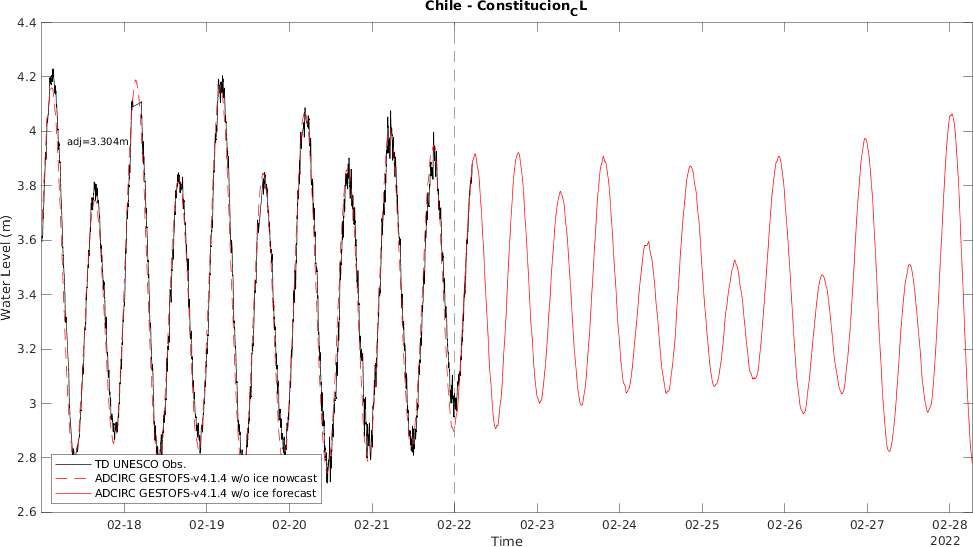 Chile - Constitucion_CL
4.4
4.2
4
3.8
3.6
3.4
3.2
3
2.8
2.6
Water Level (m)
adj=3.304m
TD UNESCO Obs.
ADCIRC GESTOFS-v4.1.4 w/o ice nowcast
ADCIRC GESTOFS-v4.1.4 w/o ice forecast
02-18 02-19 02-20 02-21 02-22 02-23 02-24 02-25 02-26 02-27 02-28
Time 2022